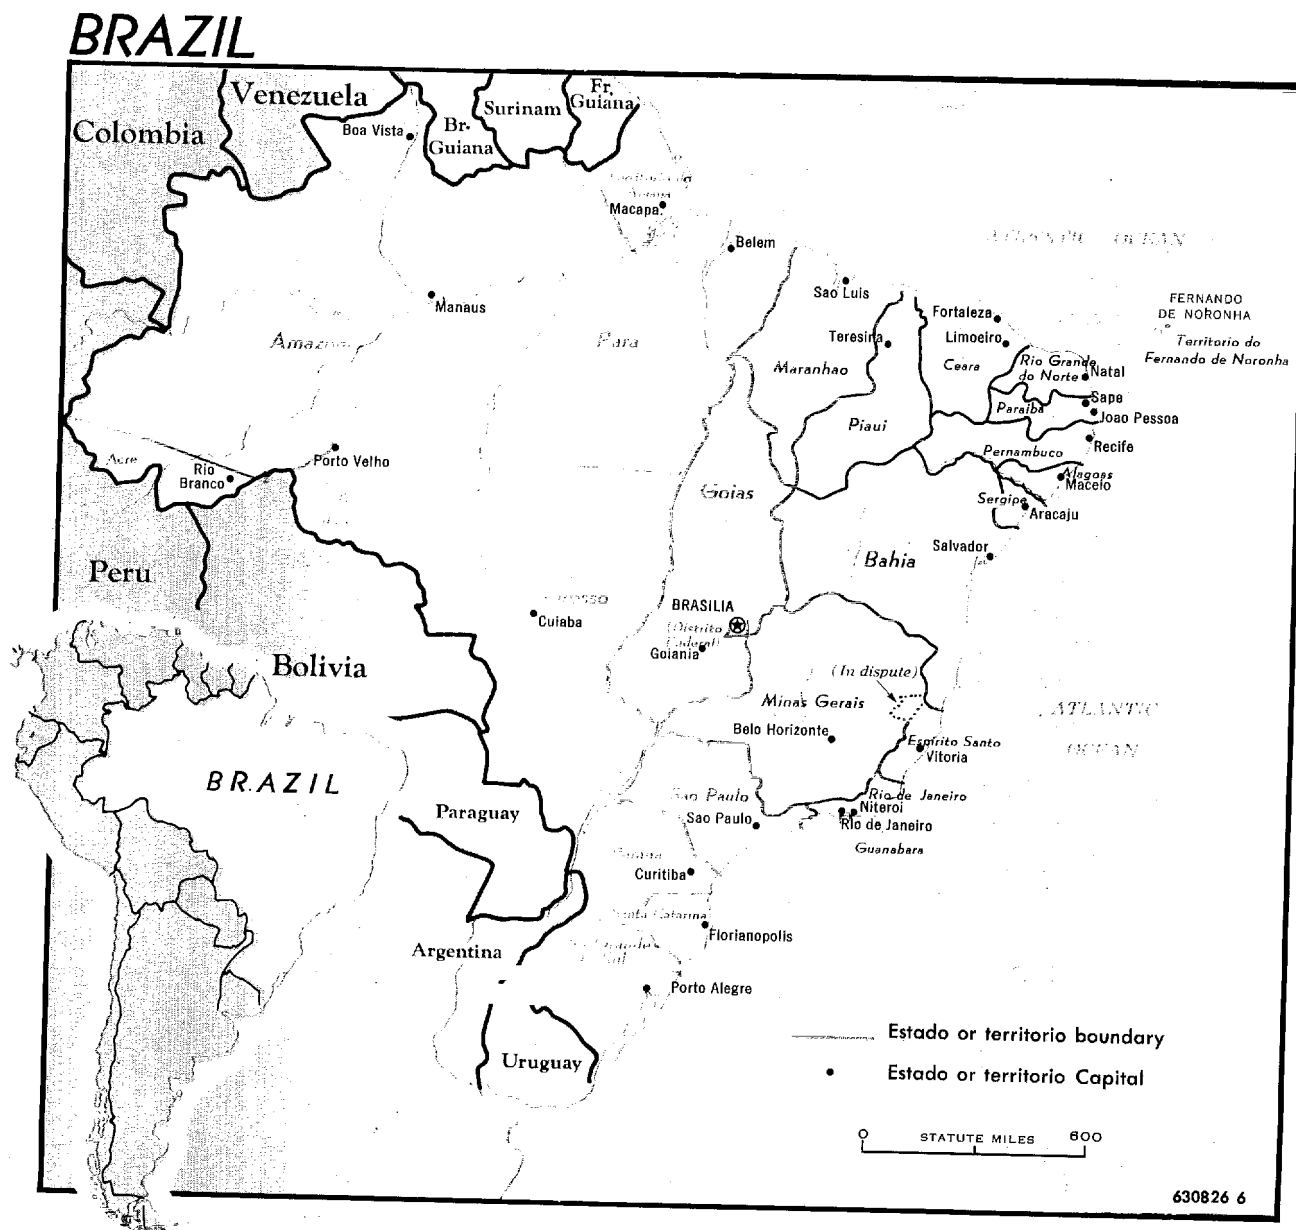 BRAZIL
Venezuela
Colombia
Boa Vista
Br.
Guiana
Surinam
Fr.
Guiana
Macapa
Belem
ATLANTIC OCEAN
Manaus
Sao Luis
Fortaleza
Limoeiro
Teresina
FERNANDO
DE NORONHA
Territorio do
Fernando de Noronha
Para
Maranhao
Ceara
Rio Grande
do Norte
Natal
Sape
Paraiba
Joao Pessoa
Piaui
Recife
Pernambuco
Acre
Rio
Branco
Porto Velho
Goias
Alagoas
Maceio
Sergipe
Aracaju
Salvador
Bahia
Peru
BRASILIA
(Distrito
Goiania
Cuiaba
Bolivia
(In dispute)
Minas Gerais
Belo Horizonte
Espirito Santo
Vitoria
ATLANTIC
OCEAN
BRAZIL
Paraguay
Sao Paulo
Sao Paulo
Rio de Janeiro
Niteroi
Rio de Janeiro
Guanabara
Curitiba
Catarina
Florianopolis
Argentina
Porto Alegre
Uruguay
Estado or territorio boundary
Estado or territorio Capital
0 STATUTE MILES 600
630826 6